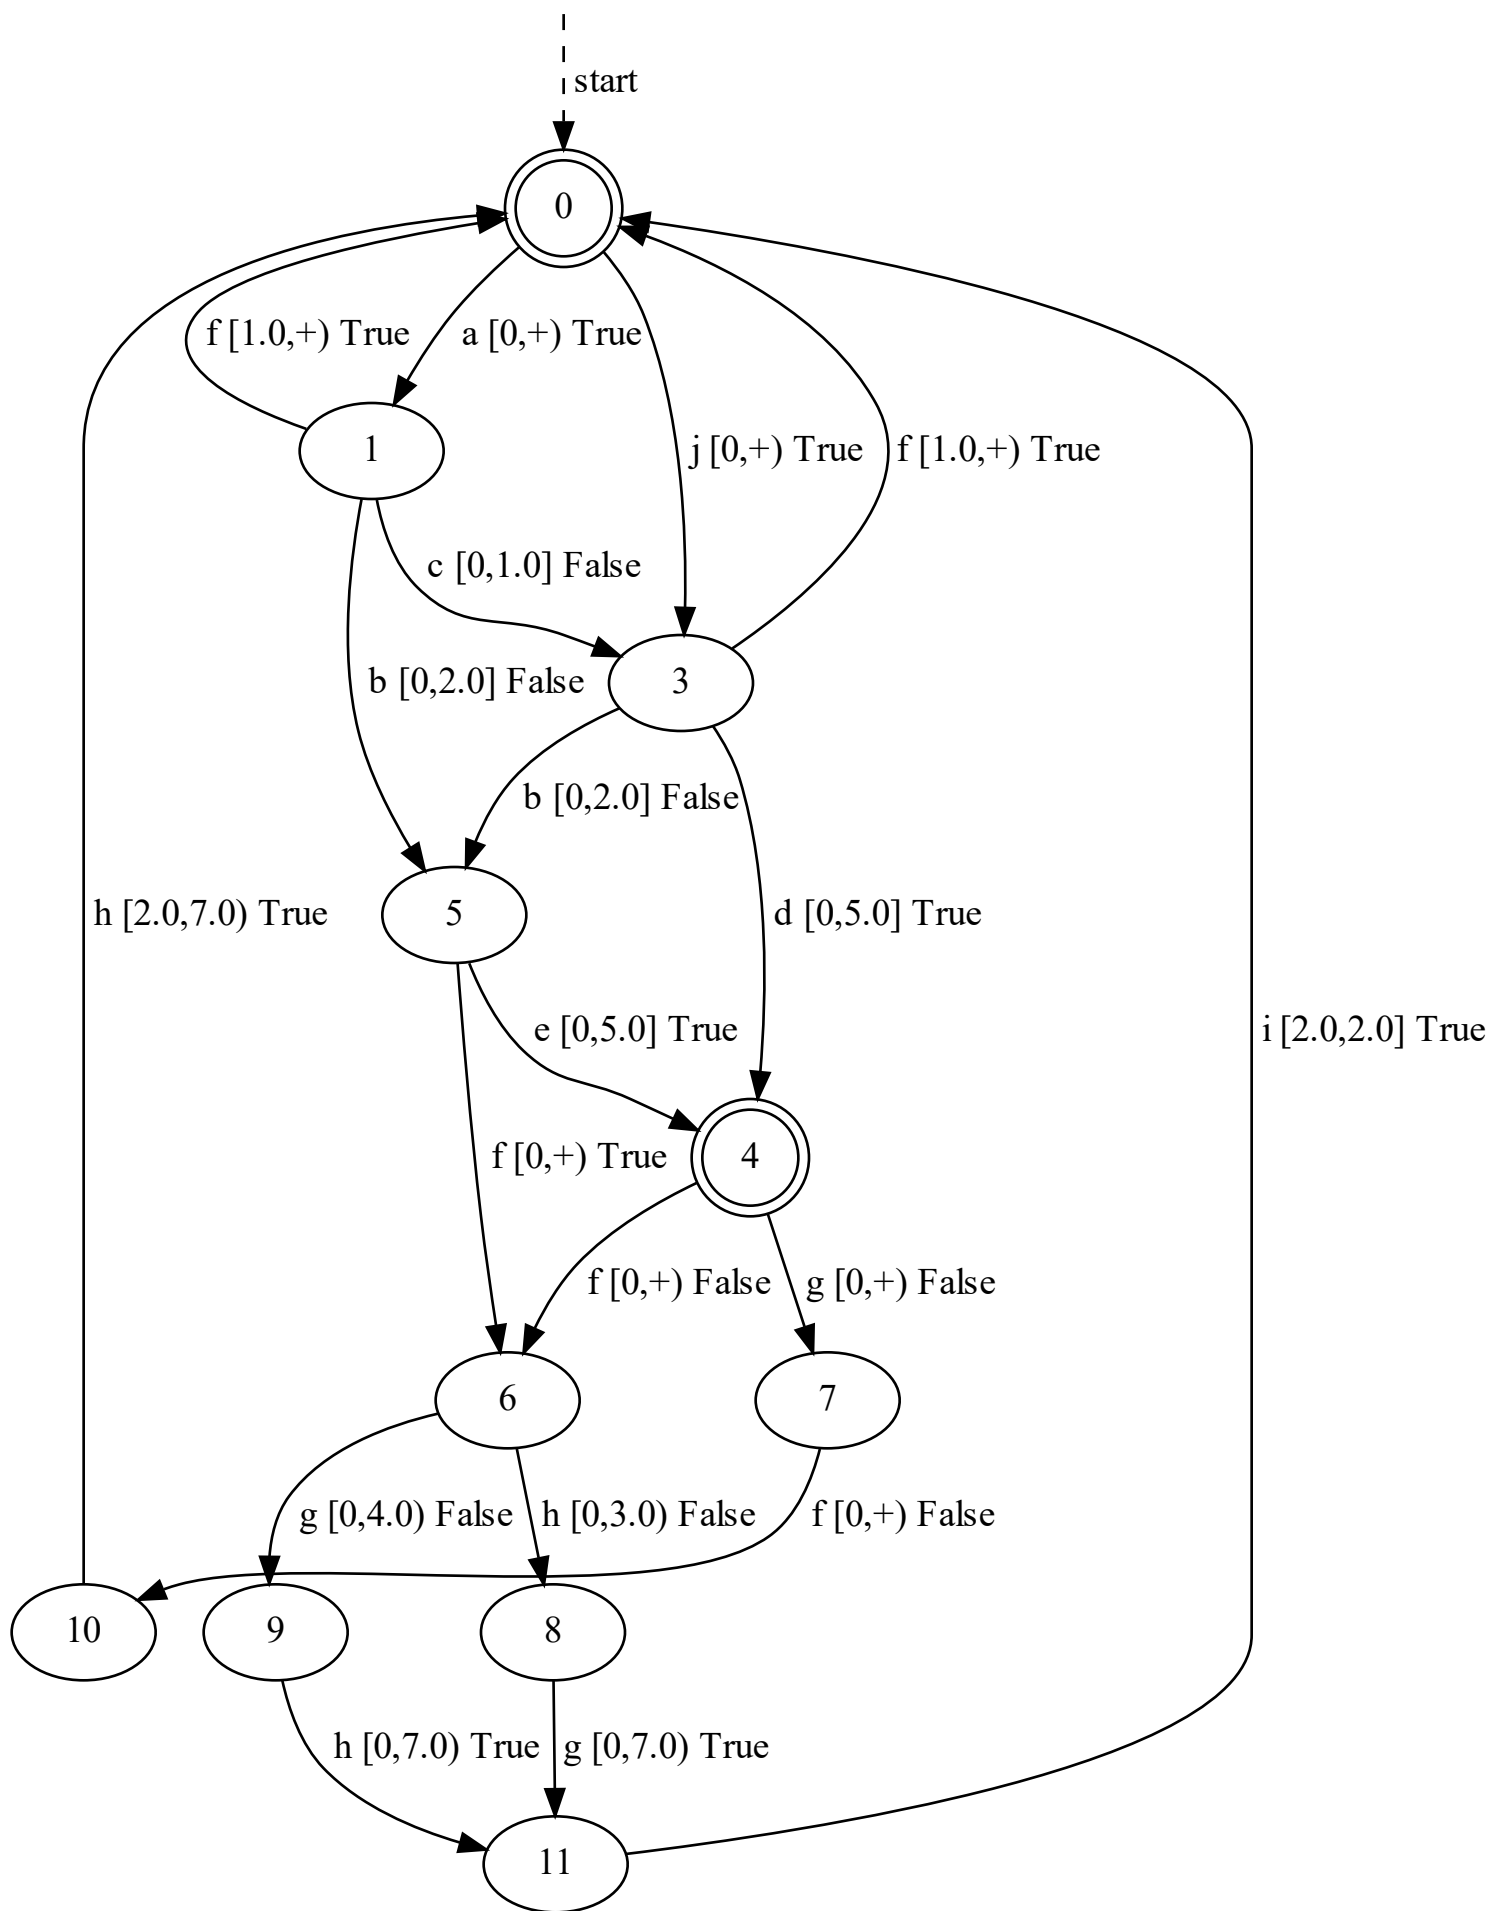 start
0
f [1.0,+) True
a [0,+) True
1
j [0,+) True
f [1.0,+) True
c [0,1.0] False
b [0,2.0] False
3
b [0,2.0] False
h [2.0,7.0) True
5
d [0,5.0] True
e [0,5.0] True
i [2.0,2.0] True
f [0,+) True
4
f [0,+) False
g [0,+) False
6
7
g [0,4.0) False
h [0,3.0) False
f [0,+) False
10
9
8
h [0,7.0) True
g [0,7.0) True
11